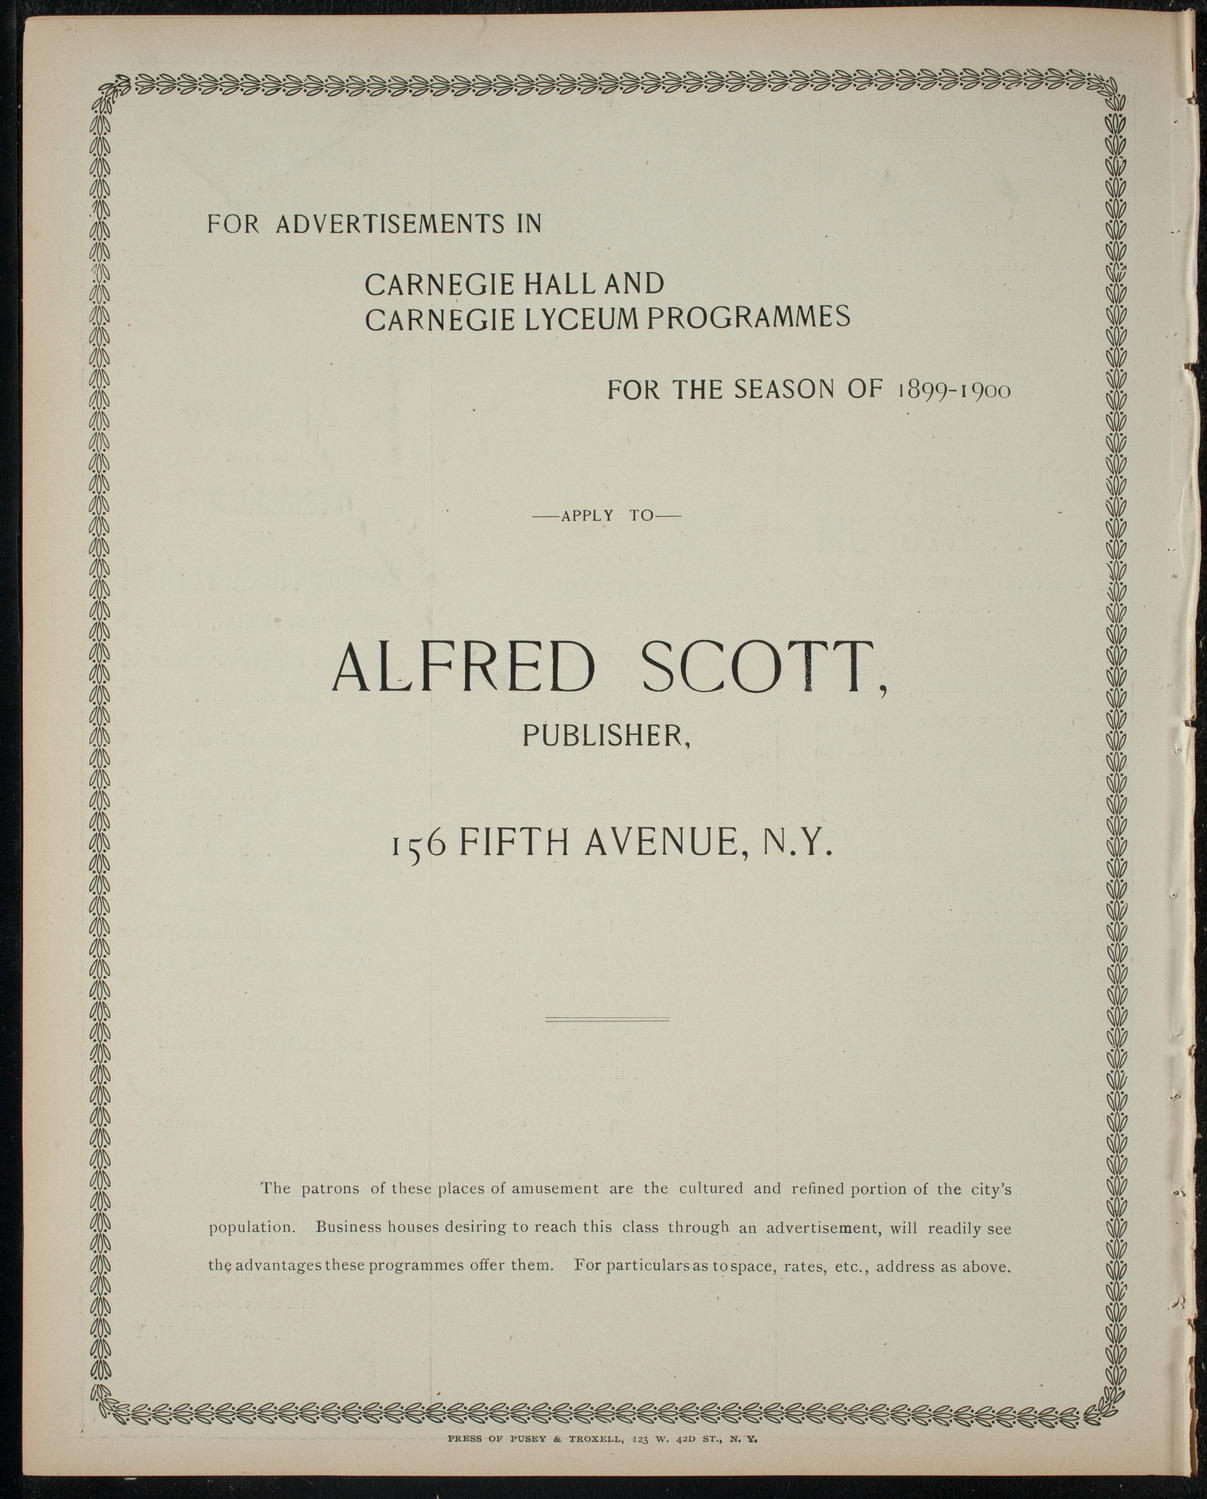 FOR ADVERTISEMENTS IN
CARNEGIE HALL AND
CARNEGIE LYCEUM PROGRAMMES
FOR THE SEASON OF 1899-1900
—APPLY TO—
ALFRED SCOTT,
PUBLISHER,
156 FIFTH AVENUE, N.Y.
The patrons of these places of amusement are the cultured and refined portion of the city's
population. Business houses desiring to reach this class through an advertisement, will readily see
the advantages these programmes offer them. For particulars as to space, rates, etc., address as above.
PRESS OF PUSEY & TROXELL, 123 W. 42D ST., N. Y.